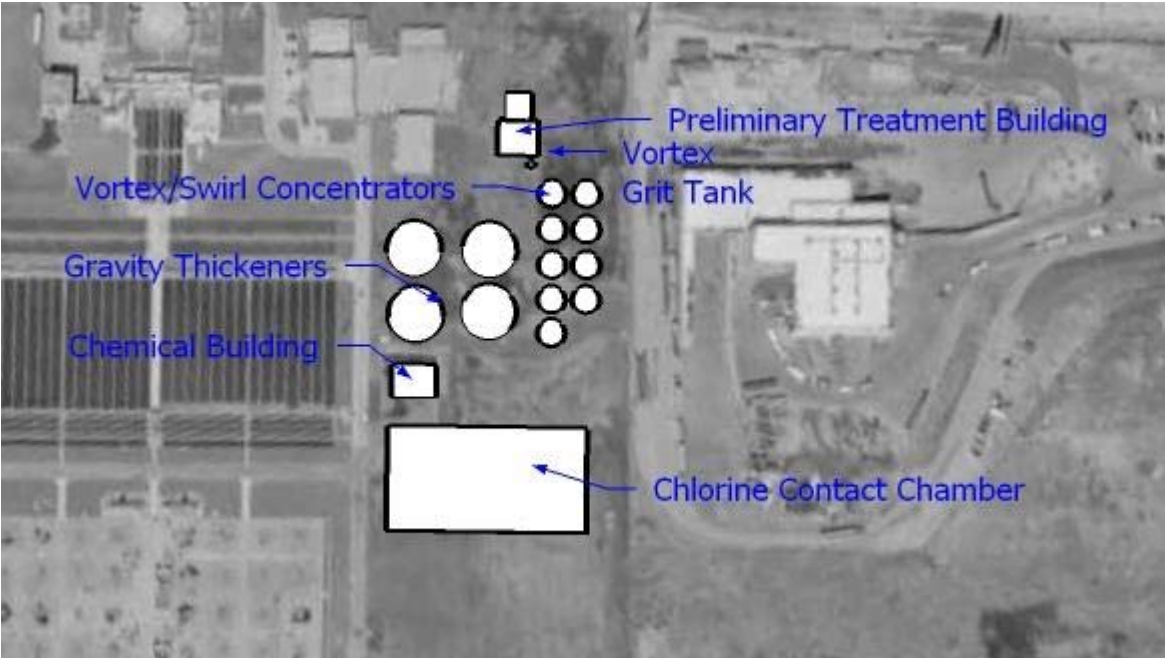 Preliminary Treatment Building
Vortex
Grit Tank
Vortex/Swirl Concentrators
Gravity Thickeners
Chemical Building
Chlorine Contact Chamber